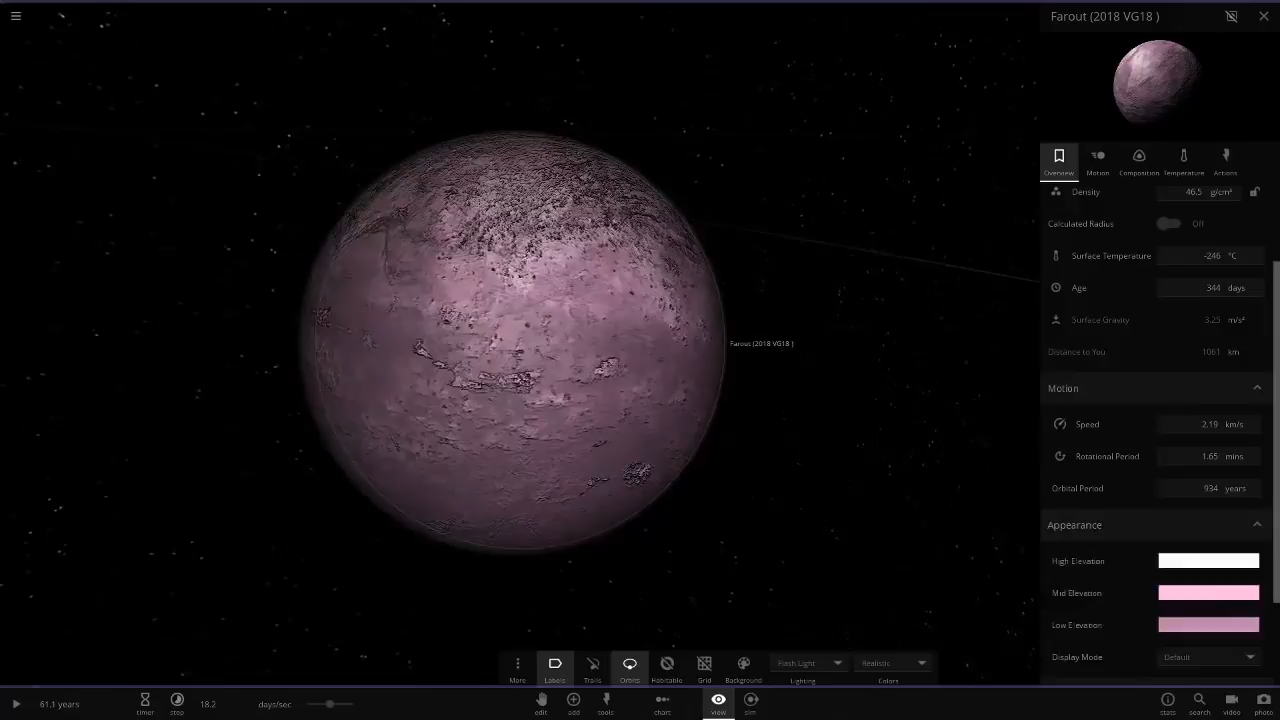 Farout (2018 VG18 )
Overview Motion Composition Temperature Actions
Density 46.5 g/cm³
Calculated Radius Off
Surface Temperature -246 °C
Age 344 days
Surface Gravity 3.25 m/s²
Distance to You 1061 km
Farout (2018 VG18 )
Motion
Speed 2.19 km/s
Rotational Period 1.65 mins
Orbital Period 934 years
Appearance
High Elevation
Mid Elevation
Low Elevation
Display Mode Default
Flash Light Realistic
More Labels Trails Orbits Habitable Grid Background Lighting Colors
61.1 years timer step 18.2 days/sec edit add tools chart view sim stats search video photo